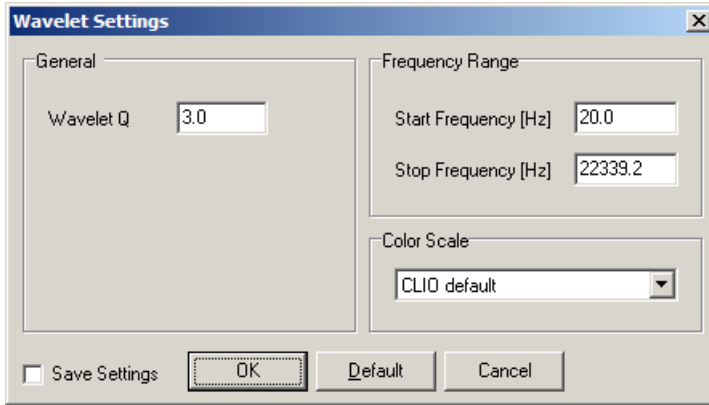 Wavelet Settings
General
Wavelet Q 3.0
Frequency Range
Start Frequency [Hz] 20.0
Stop Frequency [Hz] 22339.2
Color Scale
CLIO default
Save Settings OK Default Cancel